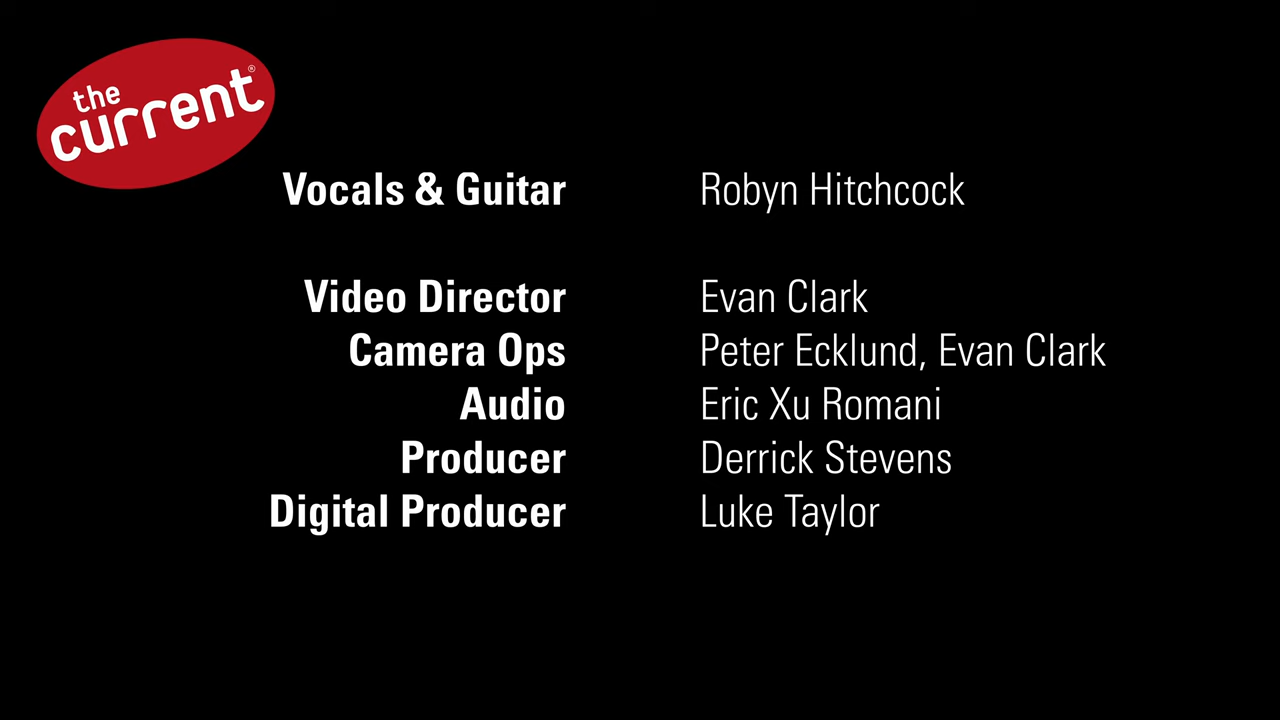 the
current®
Vocals & Guitar Robyn Hitchcock
Video Director Evan Clark
Camera Ops Peter Ecklund, Evan Clark
Audio Eric Xu Romani
Producer Derrick Stevens
Digital Producer Luke Taylor